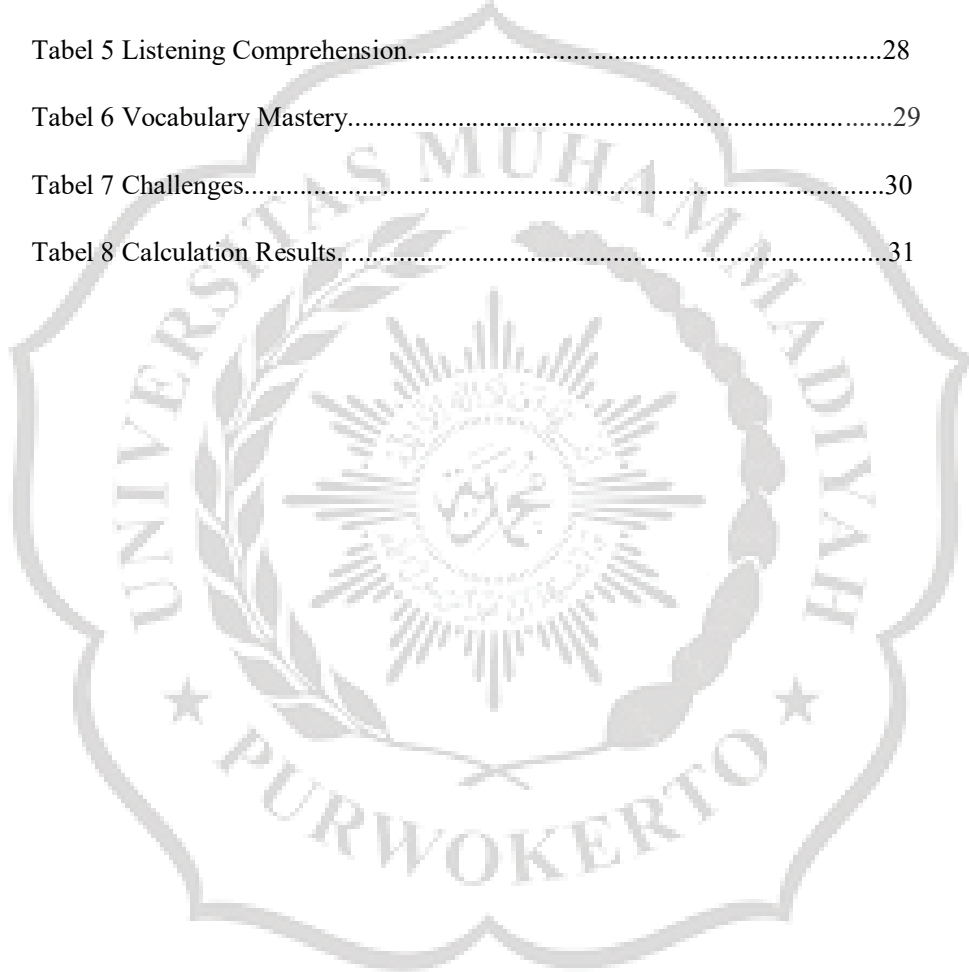 Tabel 5 Listening Comprehension........................................................................28
Tabel 6 Vocabulary Mastery.................................................................................29
Tabel 7 Challenges.................................................................................................30
Tabel 8 Calculation Results...................................................................................31
UNIVERSITAS MUHAMMADIYAH
PURWOKERTO